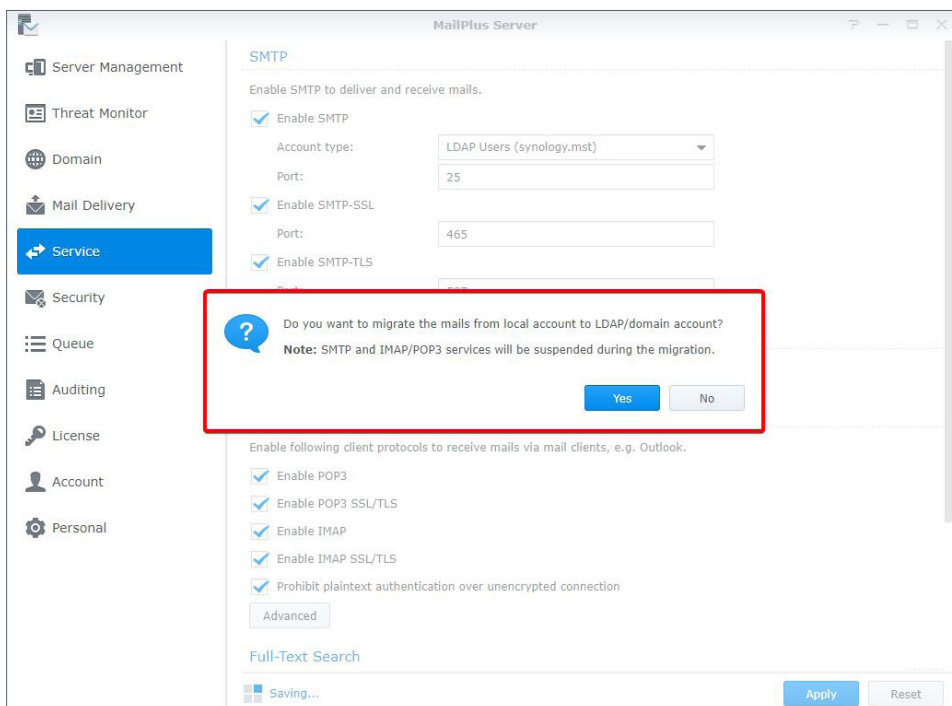 MailPlus Server
Server Management
Threat Monitor
Domain
Mail Delivery
Service
Security
Queue
Auditing
License
Account
Personal
SMTP
Enable SMTP to deliver and receive mails.
Enable SMTP
Account type: LDAP Users (synology.mst)
Port: 25
Enable SMTP-SSL
Port: 465
Enable SMTP-TLS
Do you want to migrate the mails from local account to LDAP/domain account?
Note: SMTP and IMAP/POP3 services will be suspended during the migration.
Yes No
Enable following client protocols to receive mails via mail clients, e.g. Outlook.
Enable POP3
Enable POP3 SSL/TLS
Enable IMAP
Enable IMAP SSL/TLS
Prohibit plaintext authentication over unencrypted connection
Advanced
Full-Text Search
Saving...
Apply Reset